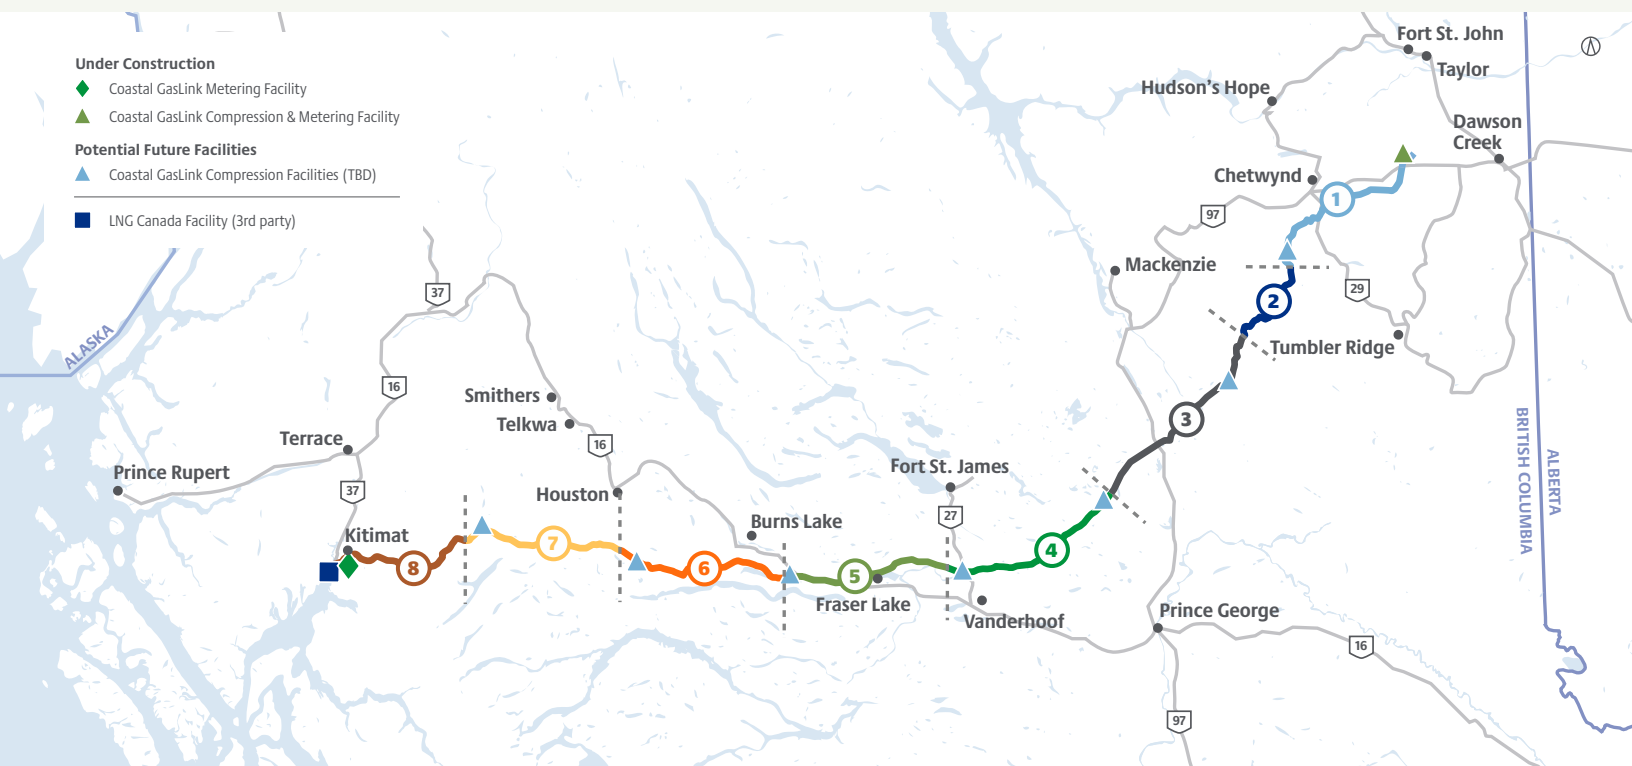 Under Construction
Coastal GasLink Metering Facility
Coastal GasLink Compression & Metering Facility
Potential Future Facilities
Coastal GasLink Compression Facilities (TBD)
LNG Canada Facility (3rd party)
Fort St. John
Taylor
Hudson's Hope
Dawson
Creek
Chetwynd
1
97
Mackenzie
29
2
37
ALASKA
Tumbler Ridge
16
Smithers
3
Telkwa
BRITISH COLUMBIA
ALBERTA
Terrace
16
Prince Rupert
Fort St. James
37
Houston
27
Burns Lake
Kitimat
7
4
8
6
5
Fraser Lake
Vanderhoof
Prince George
16
97